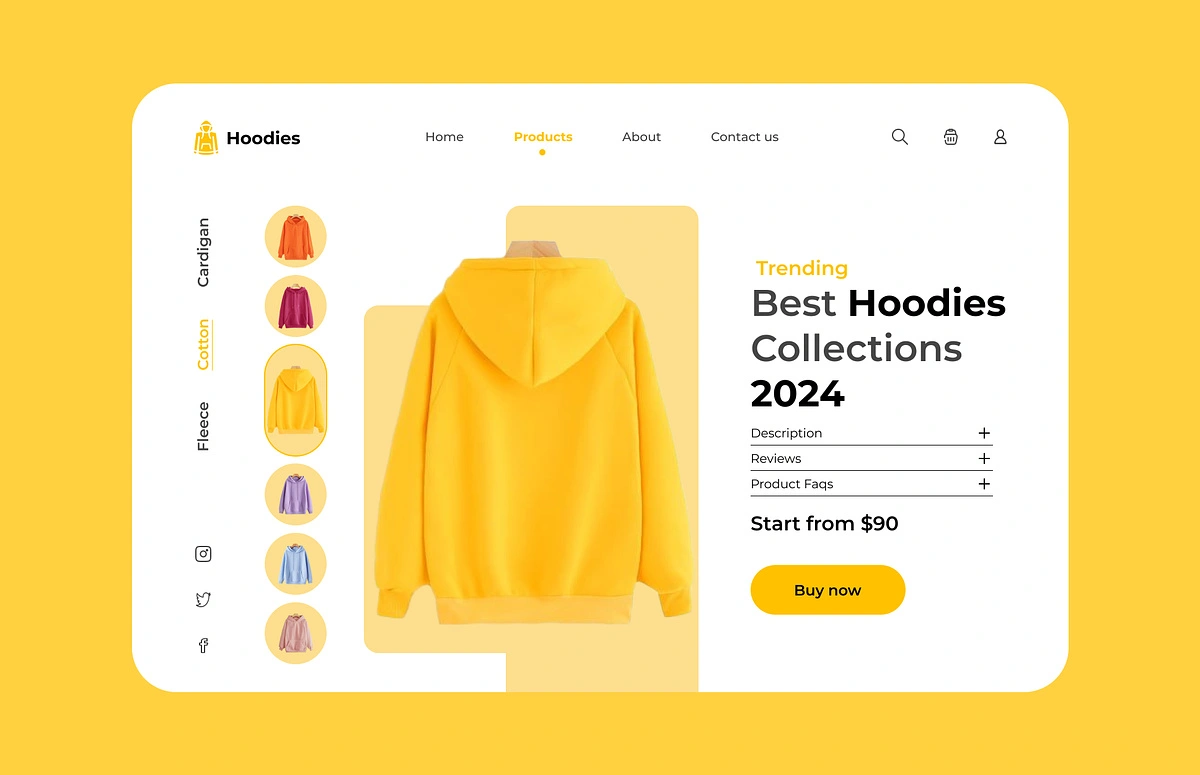 Hoodies
Home
Products
About
Contact us
Cardigan
Cotton
Fleece
Trending
Best Hoodies
Collections
2024
Description
Reviews
Product Faqs
Start from $90
Buy now